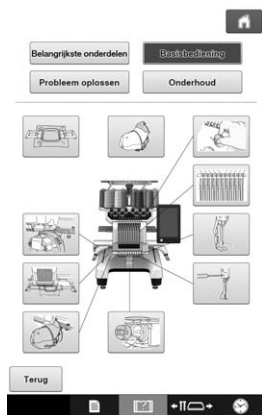 Belangrijkste onderdelen
Basisbediening
Probleem oplossen
Onderhoud
Terug